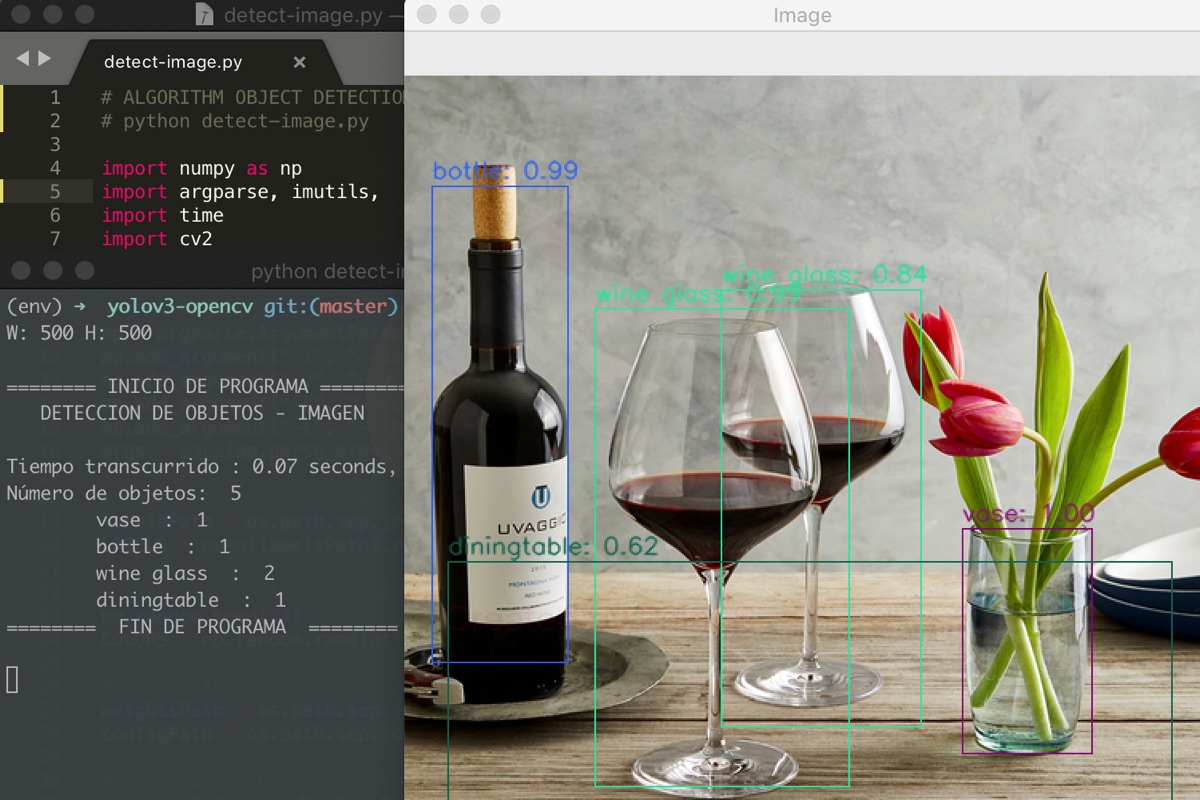 detect-image.py —
detect-image.py ×
1 # ALGORITHM OBJECT DETECTIO
2 # python detect-image.py
3
4 import numpy as np
5 import argparse, imutils,
6 import time
7 import cv2
python detect-i
(env) ➜ yolov3-opencv git:(master)
W: 500 H: 500
======== INICIO DE PROGRAMA ========
DETECCION DE OBJETOS - IMAGEN
Tiempo transcurrido : 0.07 seconds,
Número de objetos: 5
vase : 1
bottle : 1
wine glass : 2
diningtable : 1
======== FIN DE PROGRAMA ========
Image
bottle: 0.99
wine glass: 0.84
wine glass: 0.99
vase: 1.00
diningtable: 0.62
UVAGGIO
RED WINE